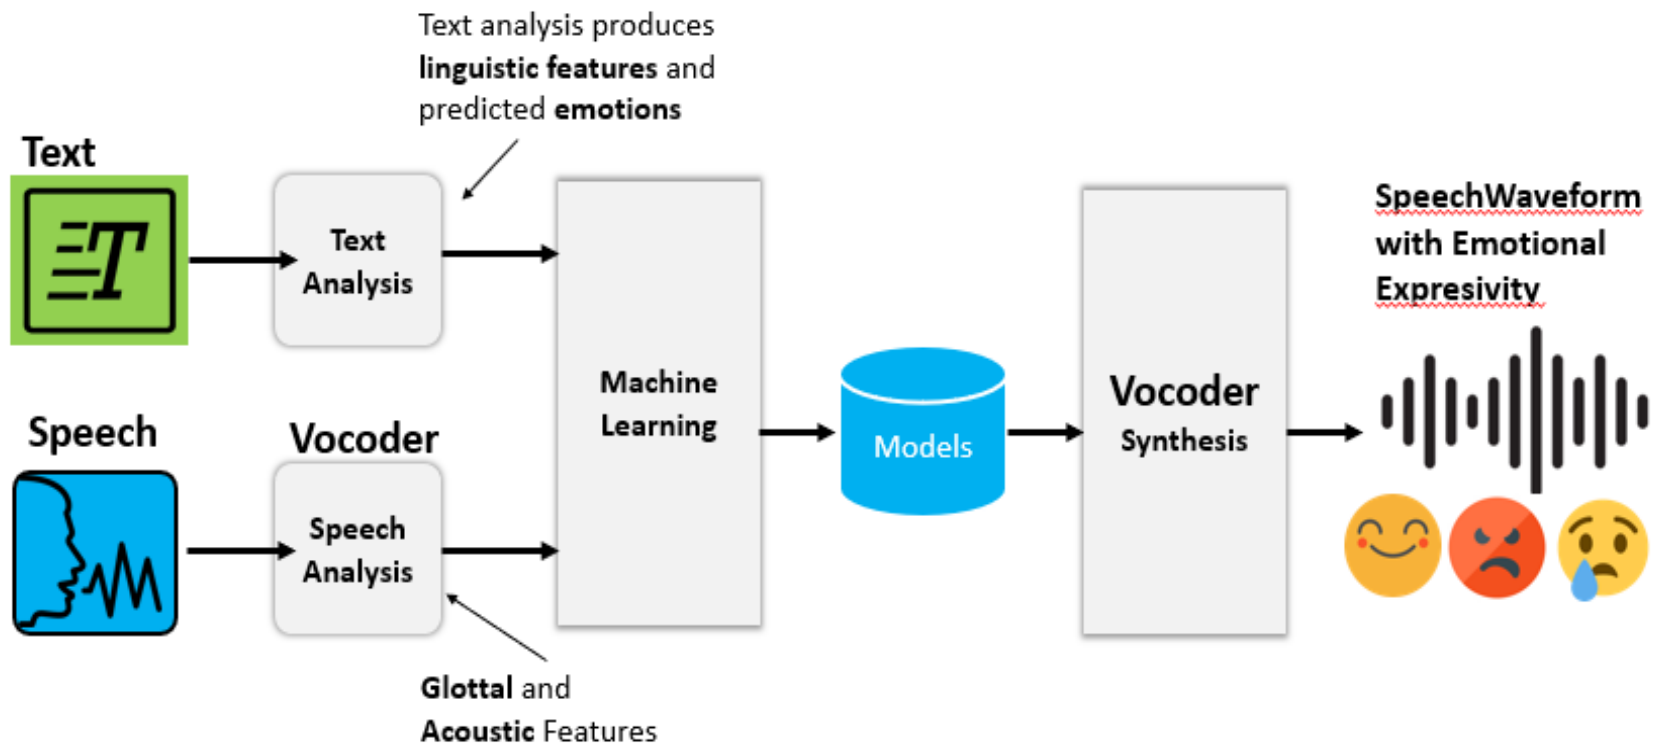 Text analysis produces
linguistic features and
predicted emotions
Text
T
Text
Analysis
Speech
Vocoder
Speech
Analysis
Glottal and
Acoustic Features
Machine
Learning
Models
Vocoder
Synthesis
SpeechWaveform
with Emotional
Expresivity